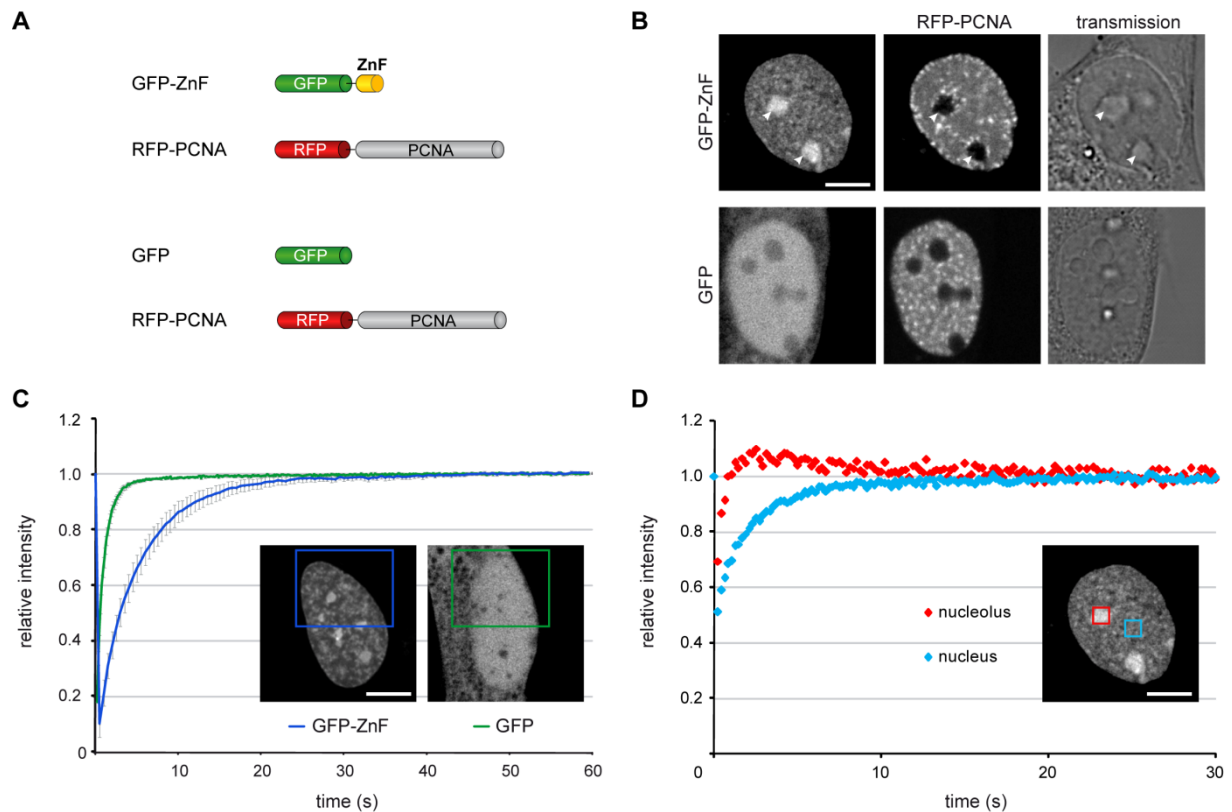 A
ZnF
GFP-ZnF
GFP
RFP-PCNA
RFP
PCNA
GFP
GFP
RFP-PCNA
RFP
PCNA
B
RFP-PCNA
transmission
GFP-ZnF
GFP
C
relative intensity
1.2
1.0
0.8
0.6
0.4
0.2
0
10
20
30
40
50
60
time (s)
GFP-ZnF
GFP
D
relative intensity
1.2
1.0
0.8
0.6
0.4
0.2
0
10
20
30
time (s)
nucleolus
nucleus